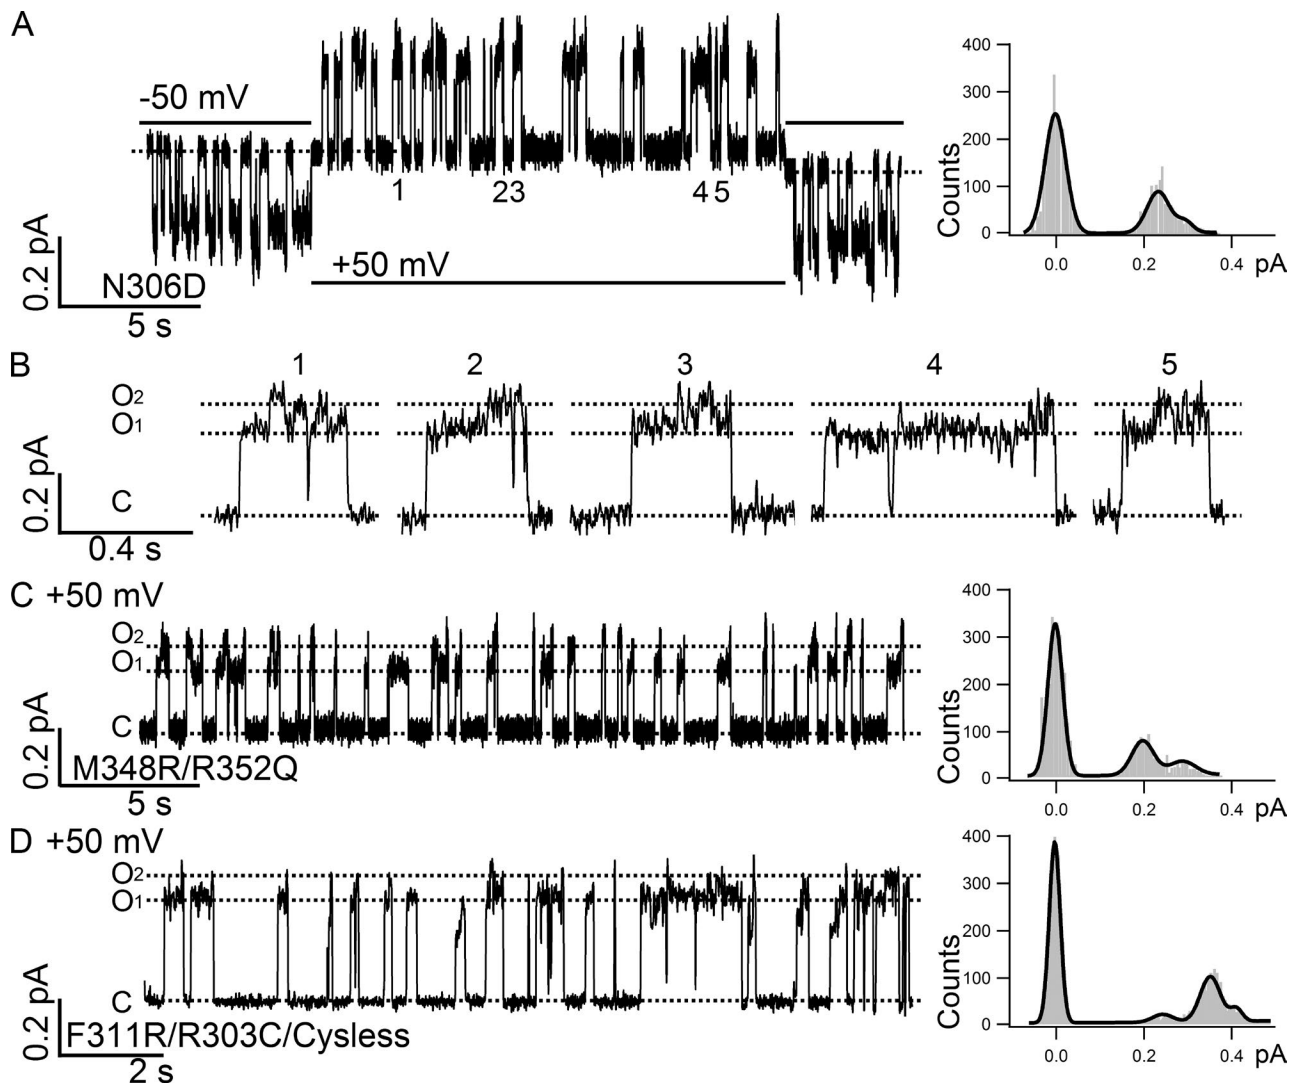 A
-50 mV
1 23 45
+50 mV
0.2 pA
N306D
5 s
400
300
200
100
0
Counts
0.0 0.2 0.4 pA
B 1 2 3 4 5
O2
O1
C
0.2 pA
0.4 s
C +50 mV
O2
O1
C
0.2 pA
M348R/R352Q
5 s
400
300
200
100
0
Counts
0.0 0.2 0.4 pA
D +50 mV
O2
O1
C
0.2 pA
F311R/R303C/Cysless
2 s
400
300
200
100
0
Counts
0.0 0.2 0.4 pA